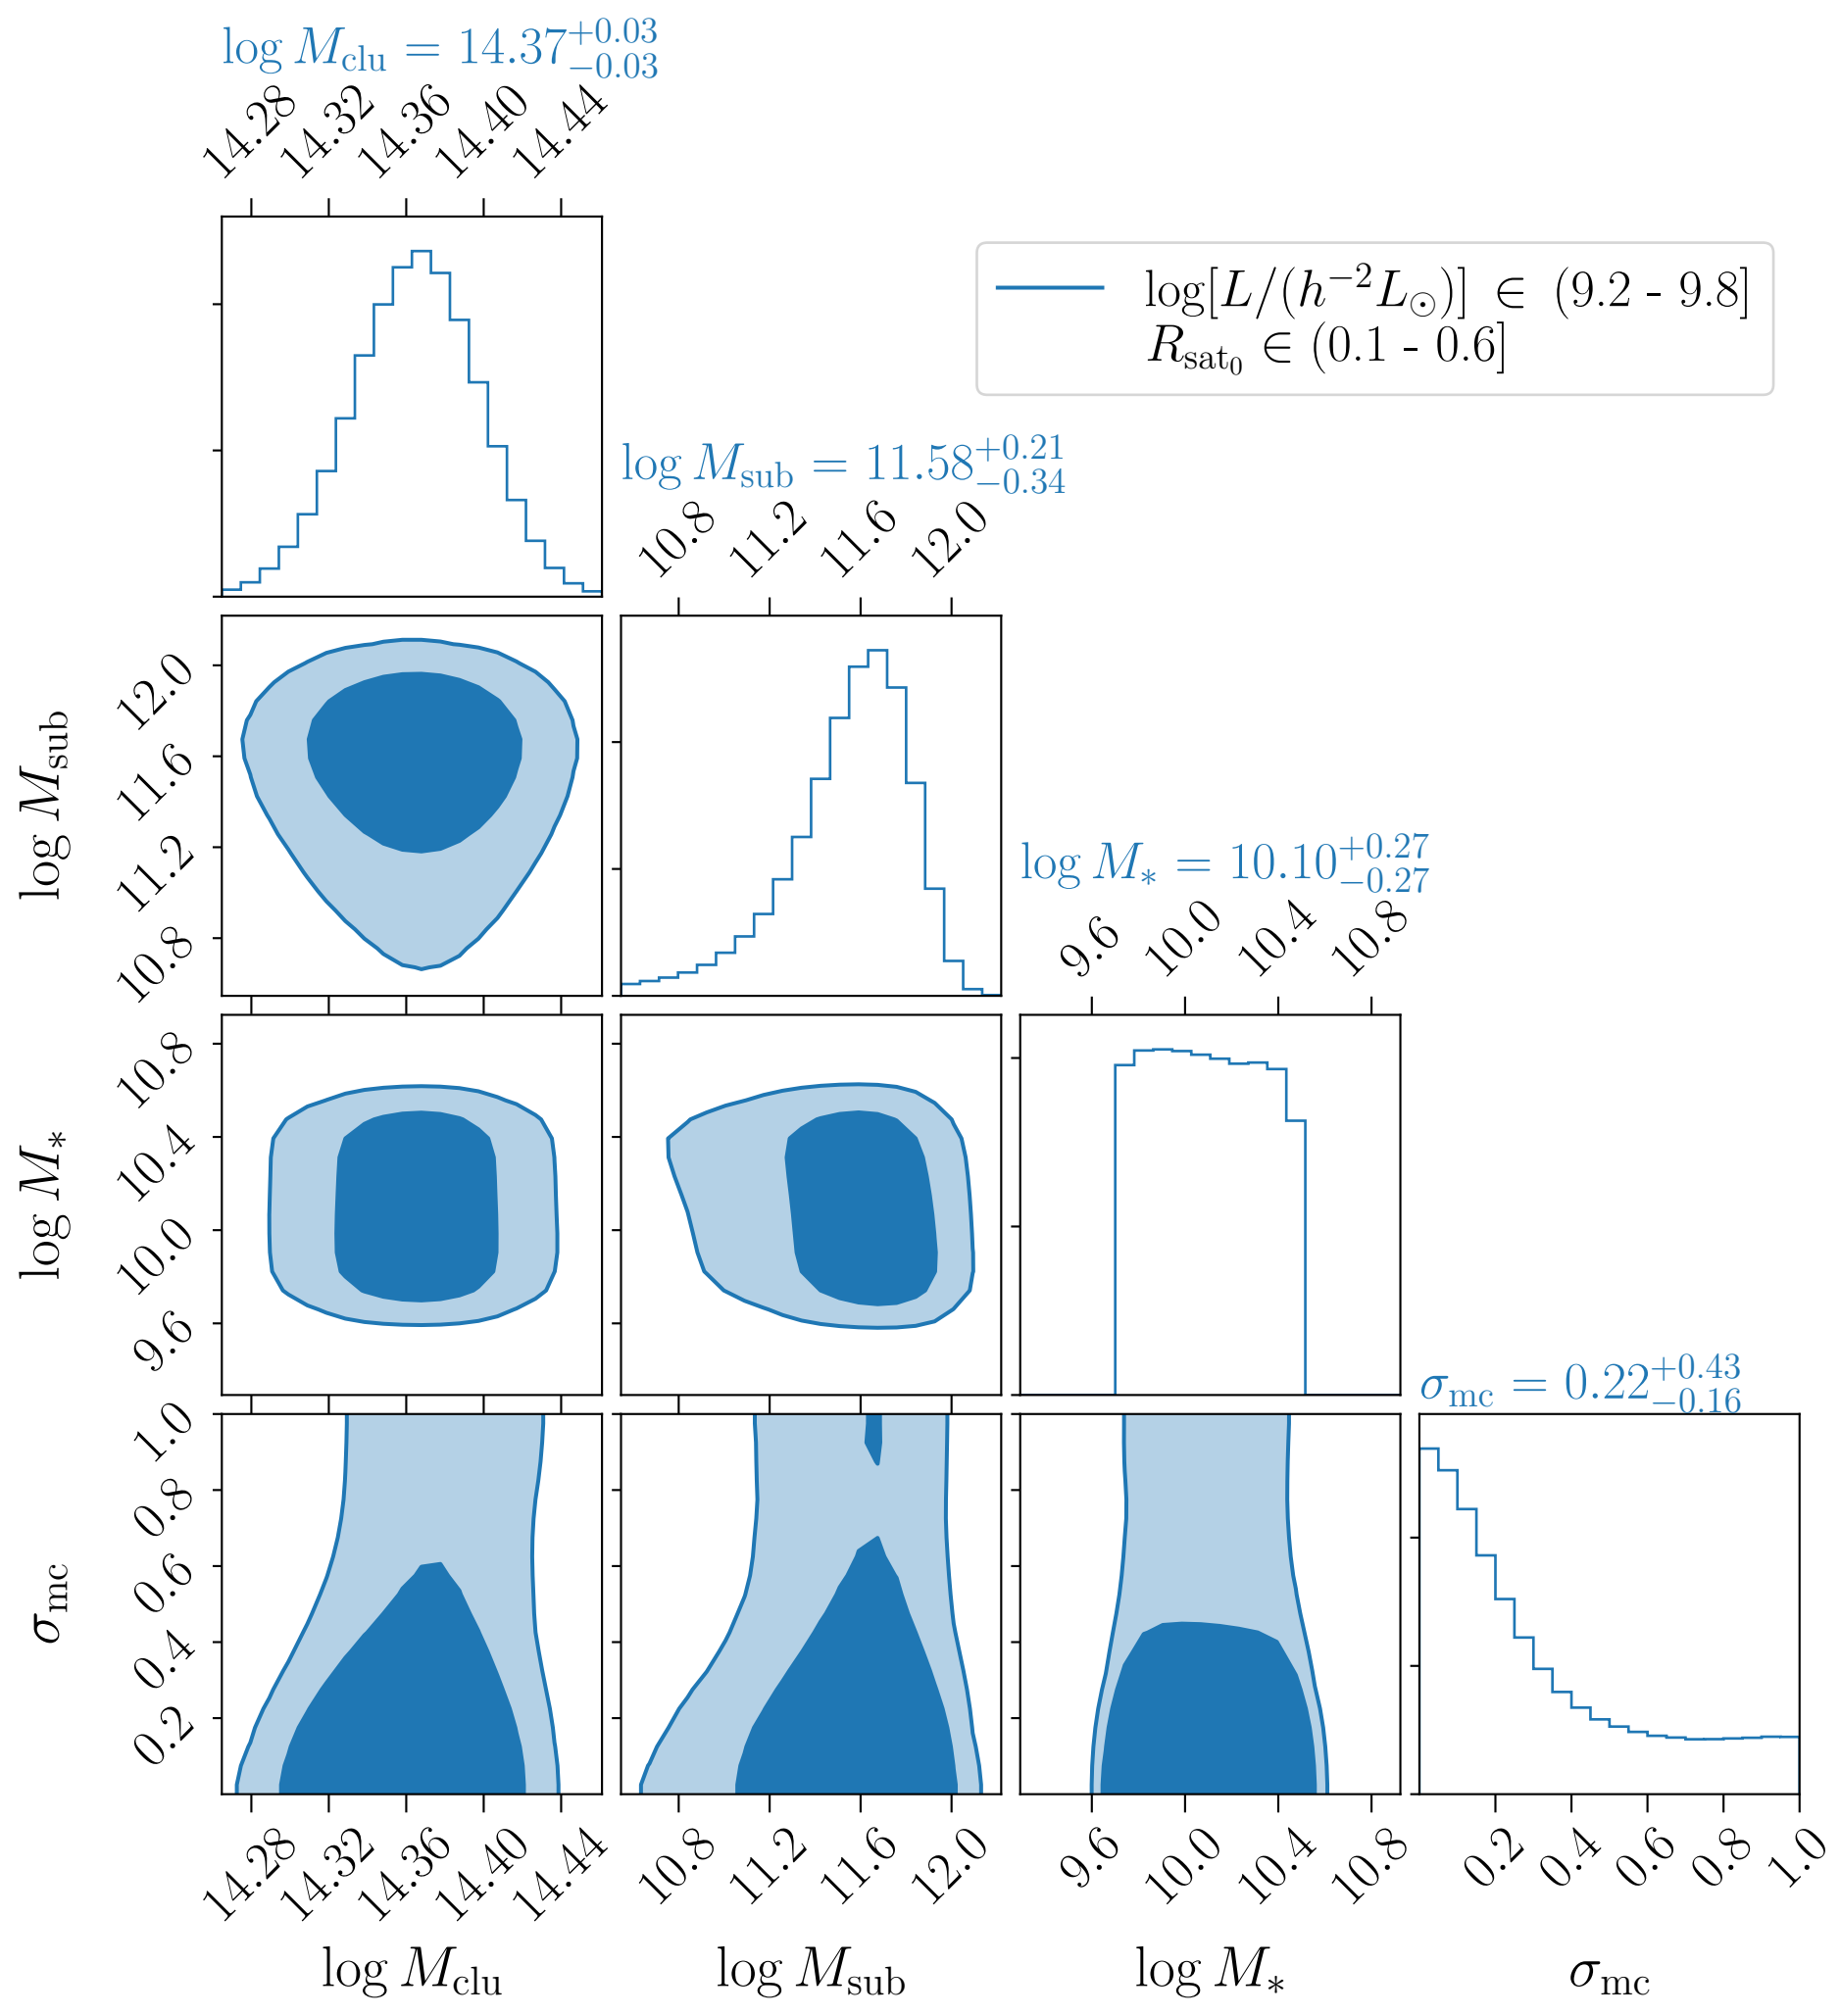 log M_clu = 14.37 +0.03 −0.03
14.28 14.32 14.36 14.40 14.44
log[L/(h⁻²L⊙)] ∈ (9.2 - 9.8]
R_sat₀ ∈ (0.1 - 0.6]
log M_sub = 11.58 +0.21 −0.34
10.8 11.2 11.6 12.0
log M_sub
12.0
11.6
11.2
10.8
log M_* = 10.10 +0.27 −0.27
9.6 10.0 10.4 10.8
log M_*
10.8
10.4
10.0
9.6
σ_mc = 0.22 +0.43 −0.16
σ_mc
1.0
0.8
0.6
0.4
0.2
14.28 14.32 14.36 14.40 14.44
10.8 11.2 11.6 12.0
9.6 10.0 10.4 10.8
0.2 0.4 0.6 0.8 1.0
log M_clu
log M_sub
log M_*
σ_mc